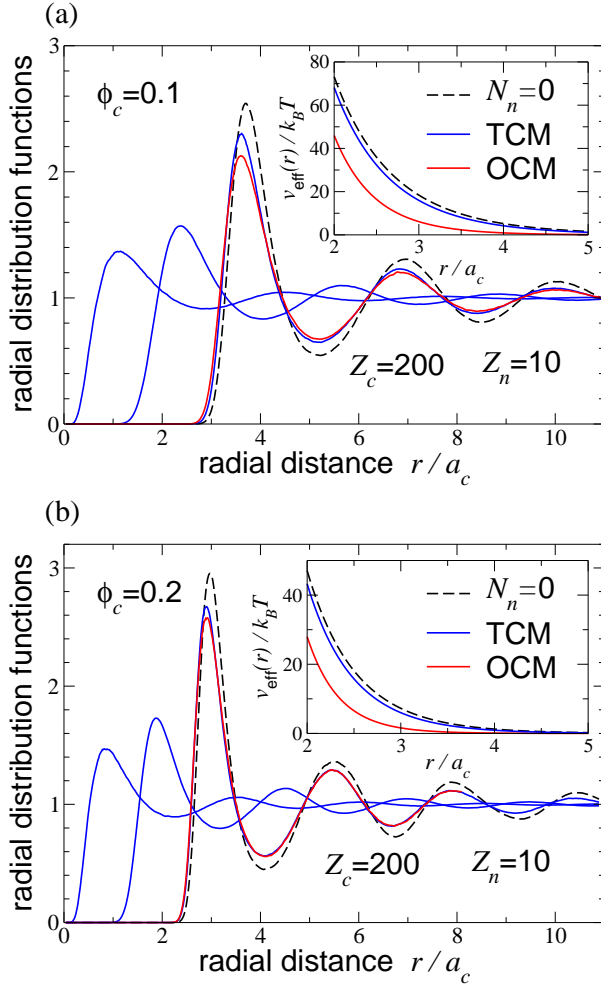 (a)
radial distribution functions
3
2
1
0
ϕc=0.1
80
60
40
20
0
veff(r) / kBT
Nn=0
TCM
OCM
2 3 4 5
r/ac
Zc=200 Zn=10
0 2 4 6 8 10
radial distance r/ac
(b)
radial distribution functions
3
2
1
0
ϕc=0.2
40
20
0
veff(r) / kBT
Nn=0
TCM
OCM
2 3 4 5
r/ac
Zc=200 Zn=10
0 2 4 6 8 10
radial distance r/ac